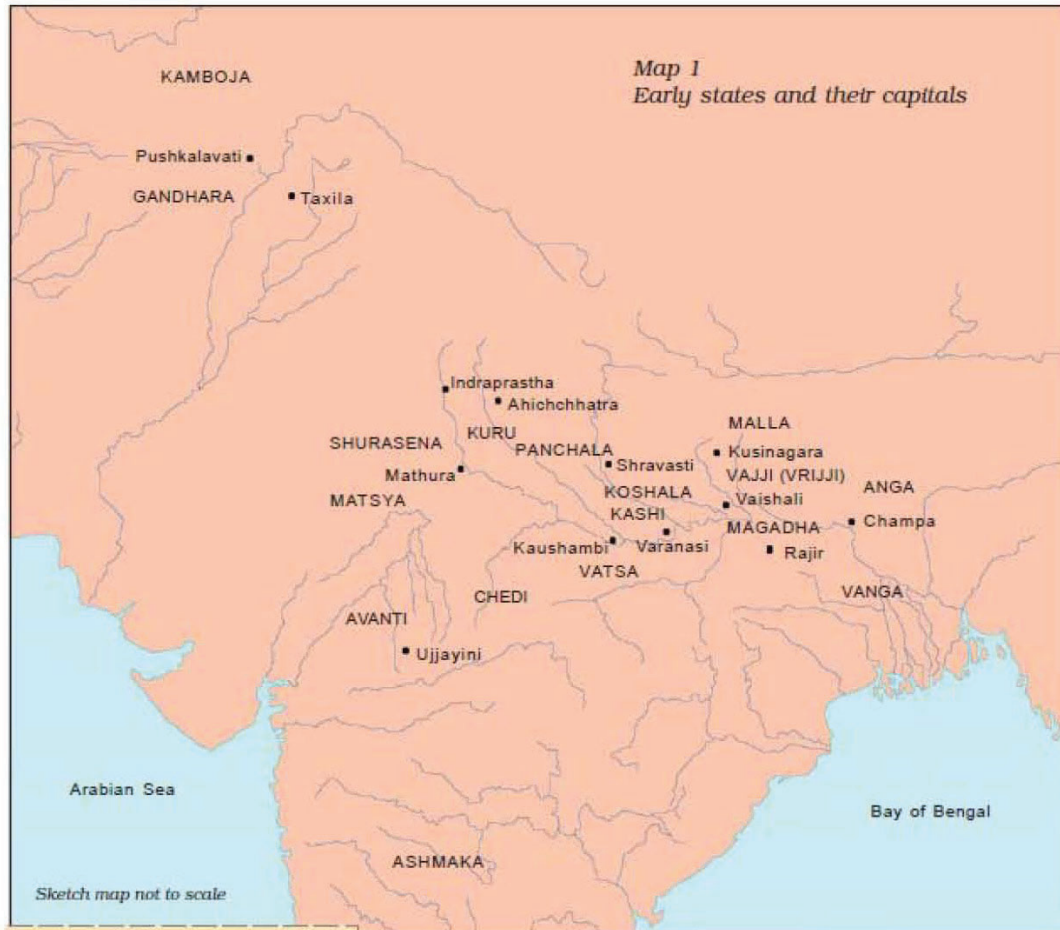 KAMBOJA
Map 1
Early states and their capitals
Pushkalavati
GANDHARA
Taxila
Indraprastha
Ahichchhatra
MALLA
SHURASENA
KURU
PANCHALA
Kusinagara
Mathura
Shravasti
VAJJI (VRIJJI)
MATSYA
KOSHALA
Vaishali
ANGA
KASHI
MAGADHA
Champa
Kaushambi
Varanasi
Rajir
VATSA
CHEDI
VANGA
AVANTI
Ujjayini
Arabian Sea
Bay of Bengal
ASHMAKA
Sketch map not to scale